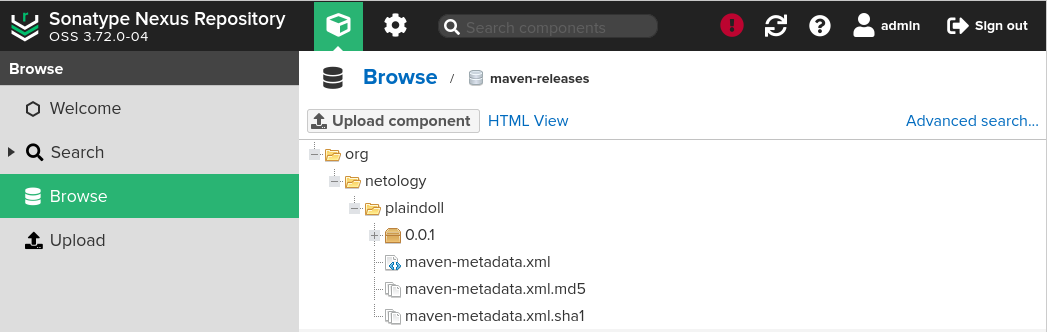 Sonatype Nexus Repository
OSS 3.72.0-04
Search components
admin
Sign out
Browse
Welcome
Search
Browse
Upload
Browse / maven-releases
Upload component HTML View Advanced search...
org
netology
plaindoll
0.0.1
maven-metadata.xml
maven-metadata.xml.md5
maven-metadata.xml.sha1